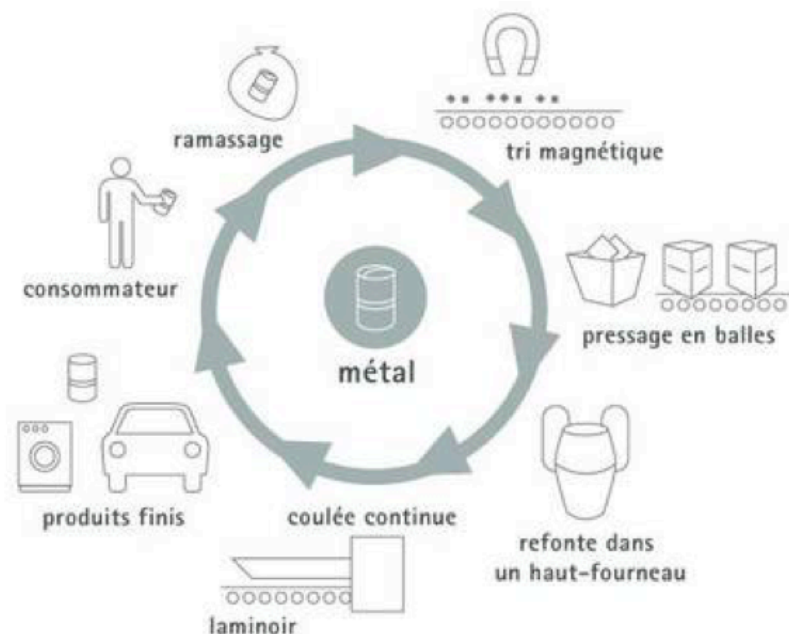 ramassage
tri magnétique
consommateur
pressage en balles
métal
produits finis
coulée continue
refonte dans
un haut-fourneau
laminoir